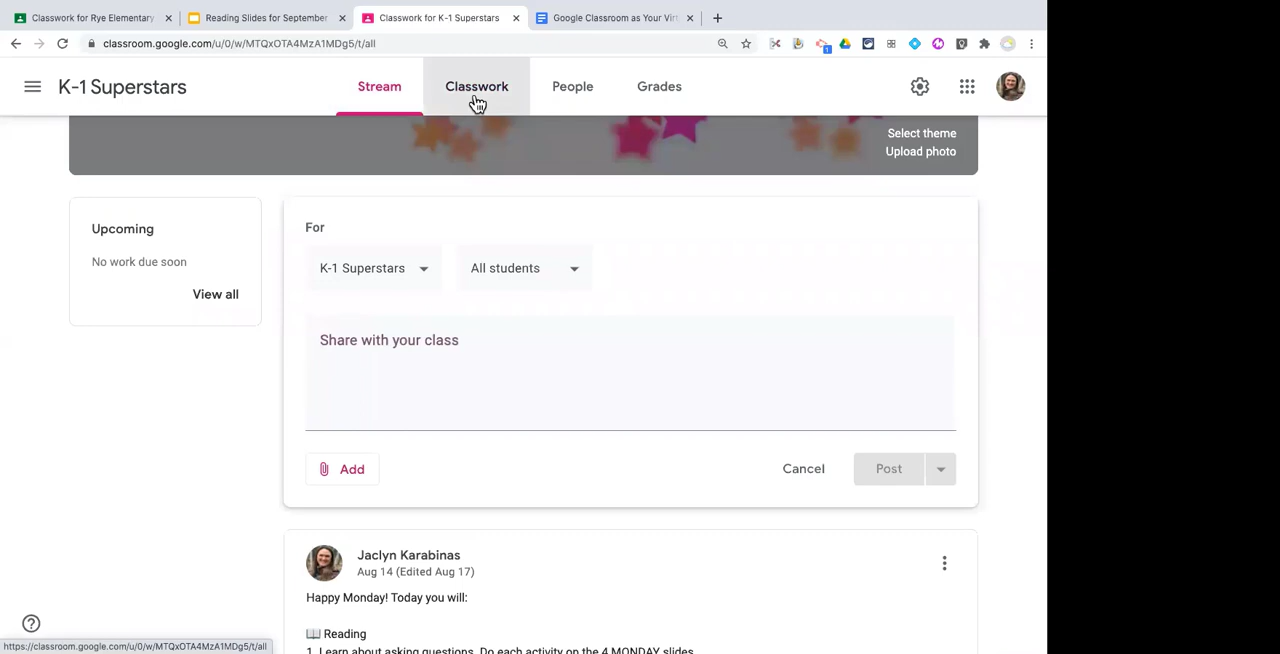 Classwork for Rye Elementary
Reading Slides for September
Classwork for K-1 Superstars
Google Classroom as Your Virt
classroom.google.com/u/0/w/MTQxOTA4MzA1MDg5/t/all
1
K-1 Superstars
Stream
Classwork
People
Grades
Select theme
Upload photo
Upcoming
No work due soon
View all
For
K-1 Superstars
All students
Share with your class
Add
Cancel
Post
Jaclyn Karabinas
Aug 14 (Edited Aug 17)
Happy Monday! Today you will:
📖 Reading
1. Learn about asking questions. Do each activity on the 4 MONDAY slides.
https://classroom.google.com/u/0/w/MTQxOTA4MzA1MDg5/t/all